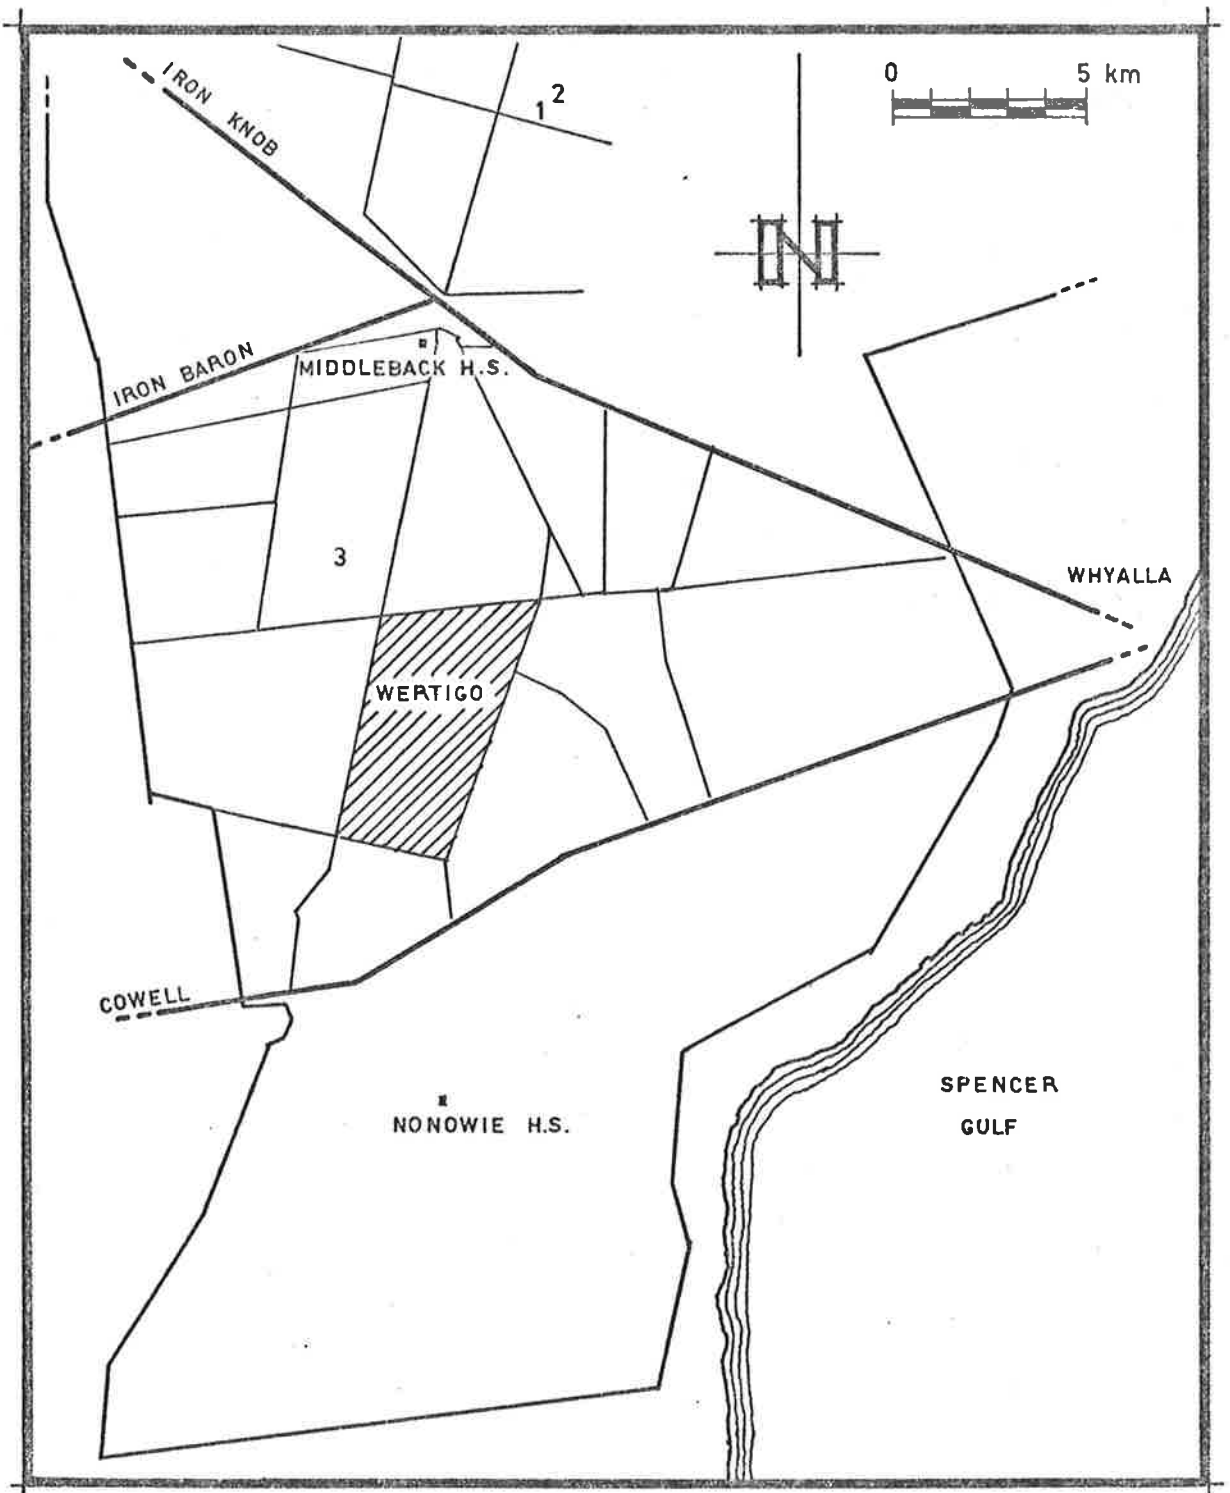 IRON KNOB
1 2
0 5 km
N
IRON BARON
MIDDLEBACK H.S.
3
WHYALLA
WERTIGO
COWELL
SPENCER
GULF
NONOWIE H.S.